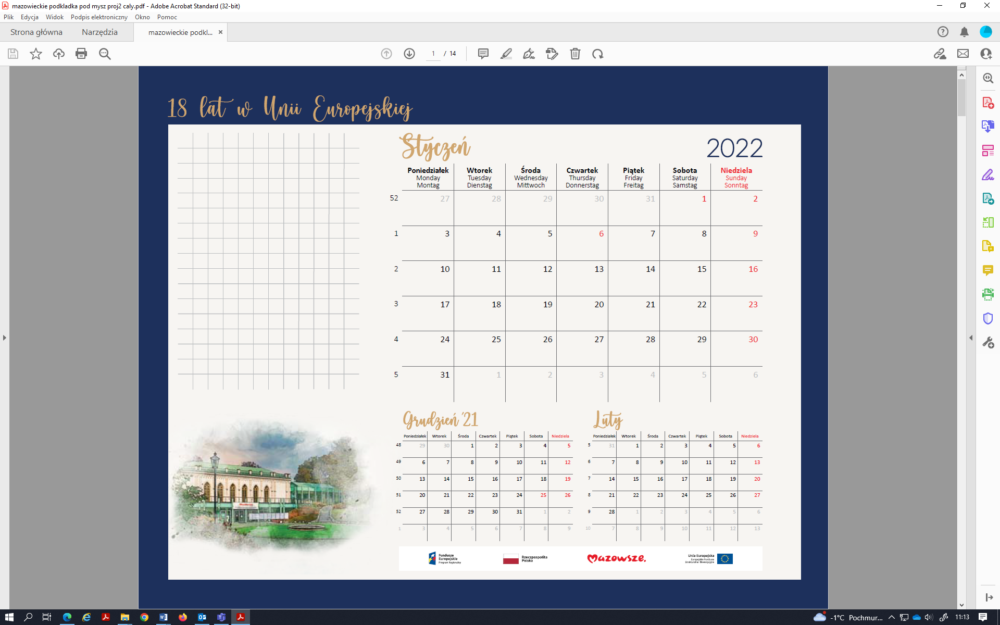 mazowieckie podkladka pod mysz proj2 caly.pdf - Adobe Acrobat Standard (32-bit)
Plik Edycja Widok Podpis elektroniczny Okno Pomoc
Strona główna Narzędzia mazowieckie podkl... ×
1 / 14
18 lat w Unii Europejskiej
Styczeń 2022
Poniedziałek Wtorek Środa Czwartek Piątek Sobota Niedziela
Monday Tuesday Wednesday Thursday Friday Saturday Sunday
Montag Dienstag Mittwoch Donnerstag Freitag Samstag Sonntag
52 27 28 29 30 31 1 2
1 3 4 5 6 7 8 9
2 10 11 12 13 14 15 16
3 17 18 19 20 21 22 23
4 24 25 26 27 28 29 30
5 31 1 2 3 4 5 6
Grudzień '21
Poniedziałek Wtorek Środa Czwartek Piątek Sobota Niedziela
48 29 30 1 2 3 4 5
49 6 7 8 9 10 11 12
50 13 14 15 16 17 18 19
51 20 21 22 23 24 25 26
52 27 28 29 30 31 1 2
1 3 4 5 6 7 8 9
Luty
Poniedziałek Wtorek Środa Czwartek Piątek Sobota Niedziela
5 31 1 2 3 4 5 6
6 7 8 9 10 11 12 13
7 14 15 16 17 18 19 20
8 21 22 23 24 25 26 27
9 28 1 2 3 4 5 6
10 7 8 9 10 11 12 13
Fundusze
Europejskie
Program Regionalny
Rzeczpospolita
Polska
Mazowsze.
Unia Europejska
Europejskie Fundusze
Strukturalne i Inwestycyjne
-1°C Pochmur... 11:13